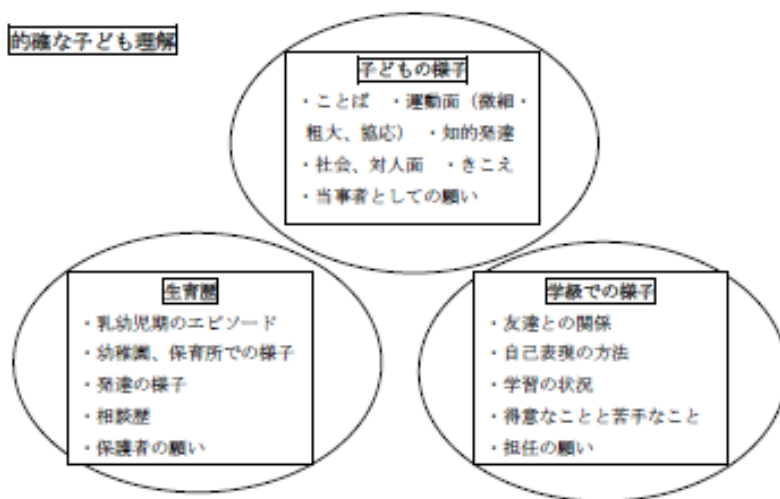 的確な子ども理解
子どもの様子
・ことば ・運動面（微細・
粗大、協応） ・知的発達
・社会、対人面 ・きこえ
・当事者としての願い
生育歴
・乳幼児期のエピソード
・幼稚園、保育所での様子
・発達の様子
・相談歴
・保護者の願い
学級での様子
・友達との関係
・自己表現の方法
・学習の状況
・得意なことと苦手なこと
・担任の願い